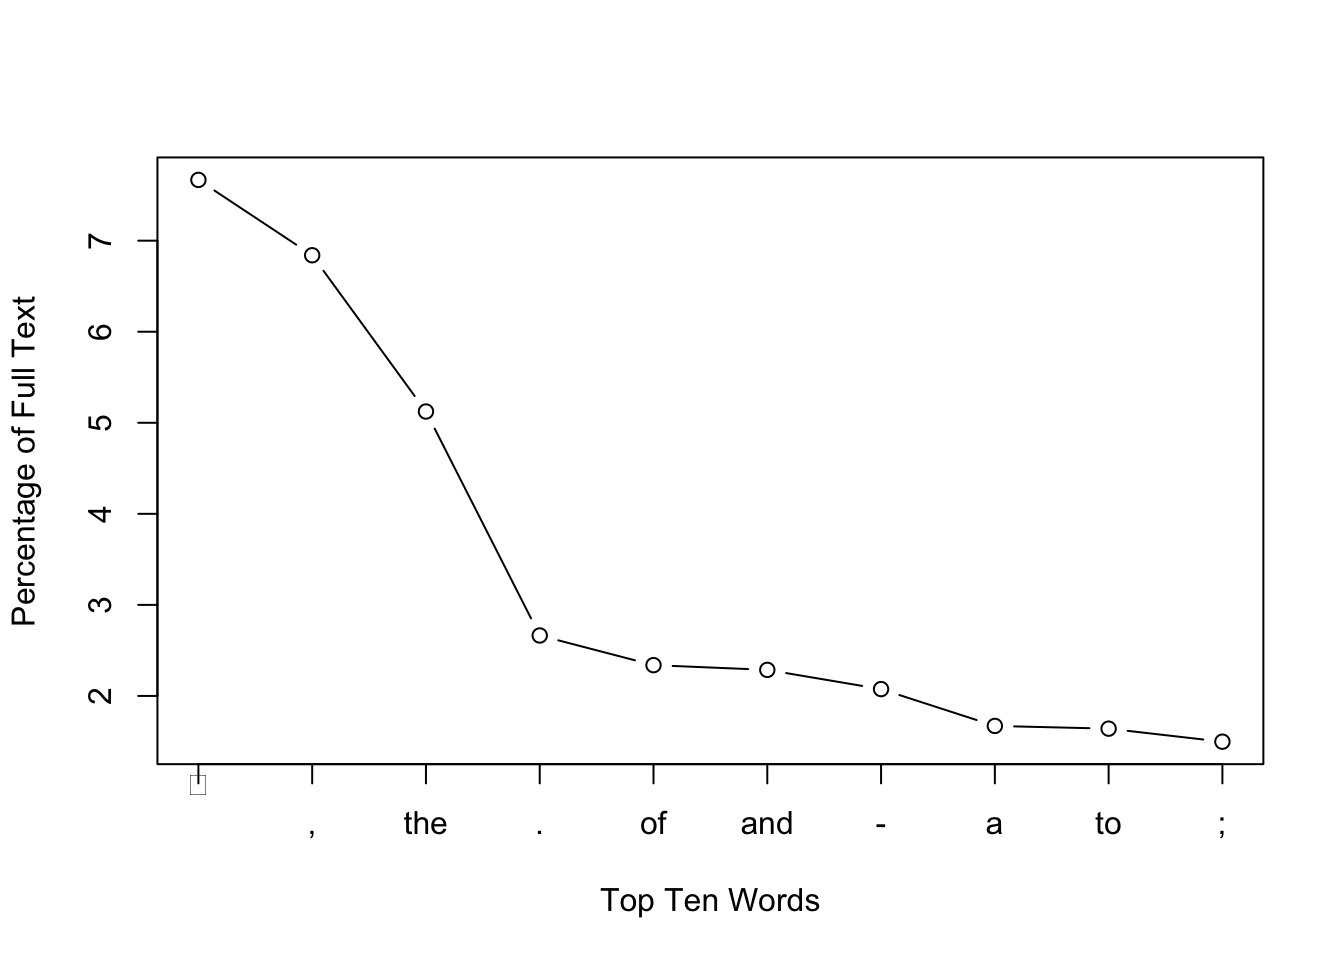 Percentage of Full Text
7
6
5
4
3
2
, the . of and - a to ;
Top Ten Words